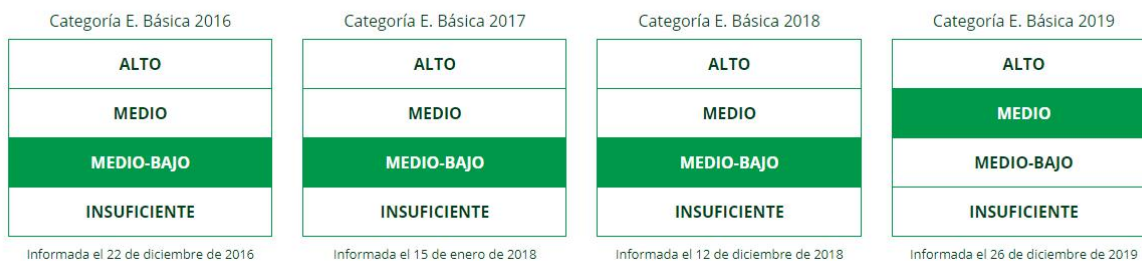 Categoría E. Básica 2016
ALTO
MEDIO
MEDIO-BAJO
INSUFICIENTE
Informada el 22 de diciembre de 2016
Categoría E. Básica 2017
ALTO
MEDIO
MEDIO-BAJO
INSUFICIENTE
Informada el 15 de enero de 2018
Categoría E. Básica 2018
ALTO
MEDIO
MEDIO-BAJO
INSUFICIENTE
Informada el 12 de diciembre de 2018
Categoría E. Básica 2019
ALTO
MEDIO
MEDIO-BAJO
INSUFICIENTE
Informada el 26 de diciembre de 2019